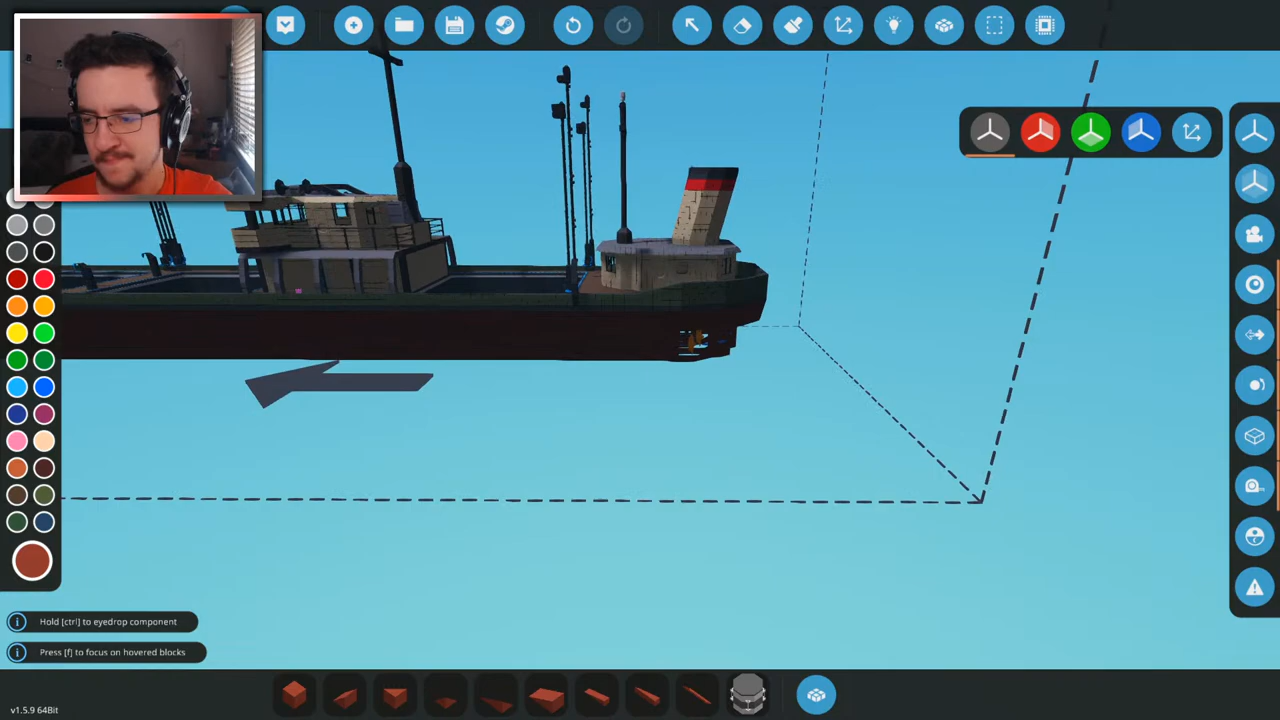 Hold [ctrl] to eyedrop component
Press [f] to focus on hovered blocks
v1.5.9 64Bit